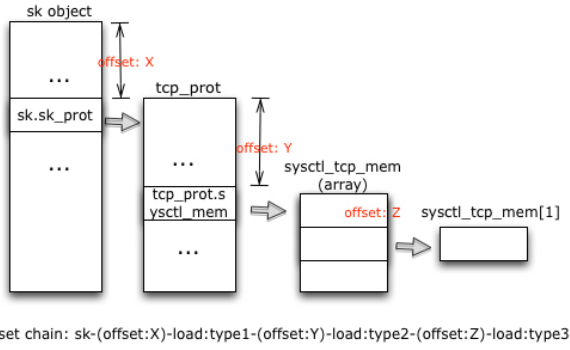 sk object
offset: X
...
tcp_prot
sk.sk_prot
offset: Y
...
...
sysctl_tcp_mem
(array)
tcp_prot.s
ysctl_mem
offset: Z
sysctl_tcp_mem[1]
...
set chain: sk-(offset:X)-load:type1-(offset:Y)-load:type2-(offset:Z)-load:type3